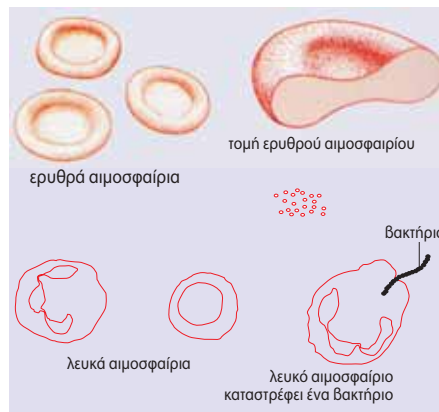 τομή ερυθρού αιμοσφαιρίου
ερυθρά αιμοσφαίρια
βακτήριο
λευκά αιμοσφαίρια
λευκό αιμοσφαίριο
καταστρέφει ένα βακτήριο